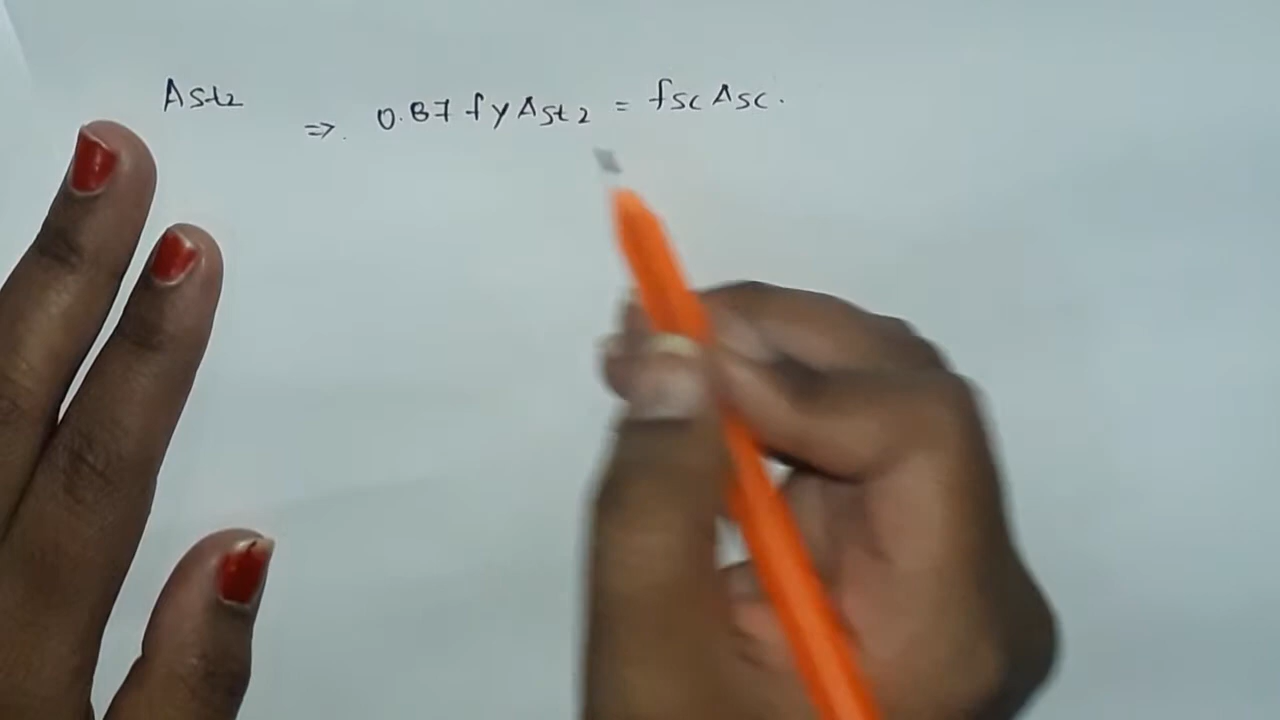 Ast2
⇒. 0.87 fy Ast2 = fsc Asc.